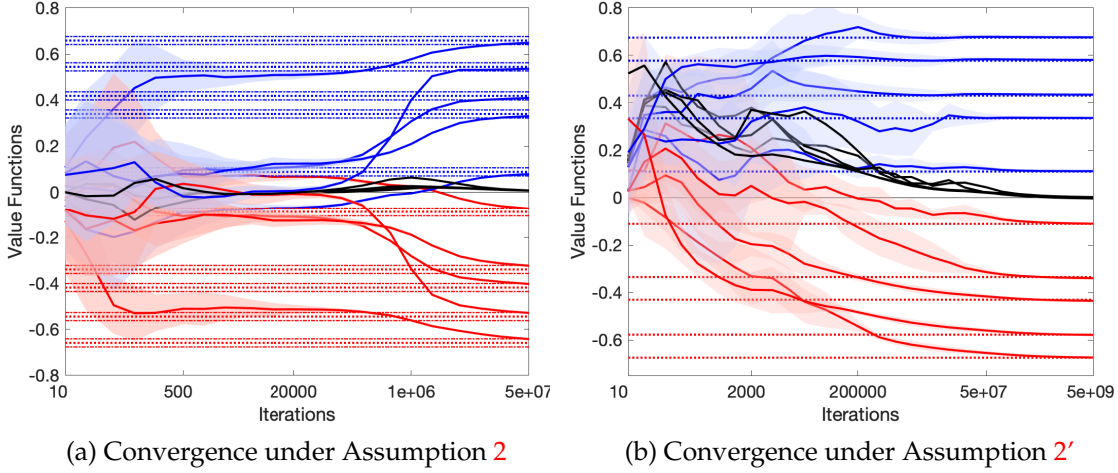 0.8
0.6
0.4
0.2
0
-0.2
-0.4
-0.6
-0.8
Value Functions
10
500
20000
1e+06
5e+07
Iterations
(a) Convergence under Assumption 2
0.8
0.6
0.4
0.2
0
-0.2
-0.4
-0.6
Value Functions
10
2000
200000
5e+07
5e+09
Iterations
(b) Convergence under Assumption 2'